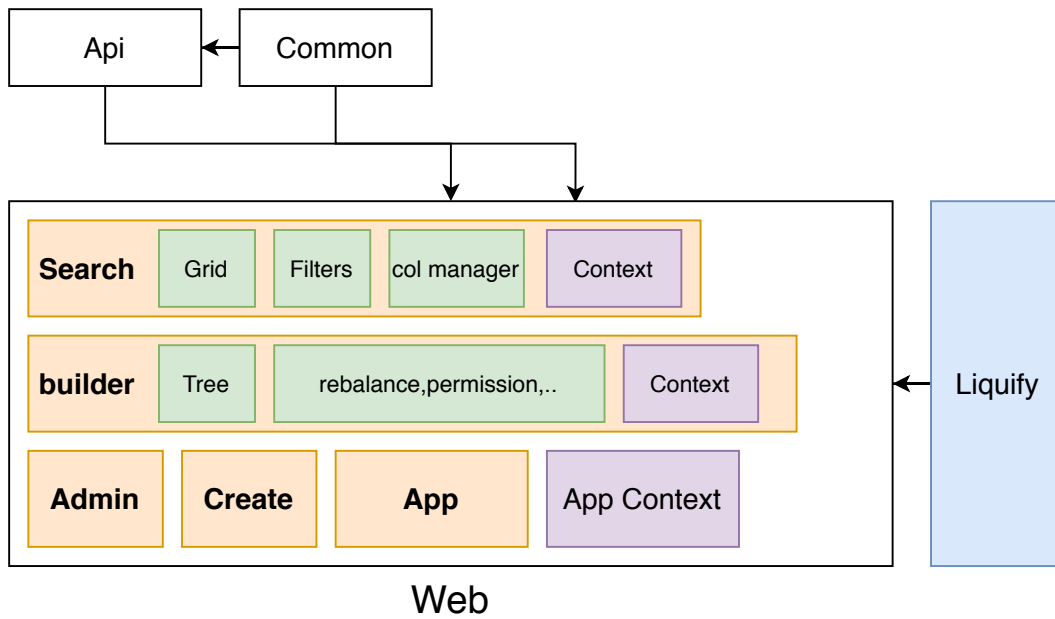 Api
Common
Search
Grid
Filters
col manager
Context
builder
Tree
rebalance,permission,..
Context
Liquify
Admin
Create
App
App Context
Web